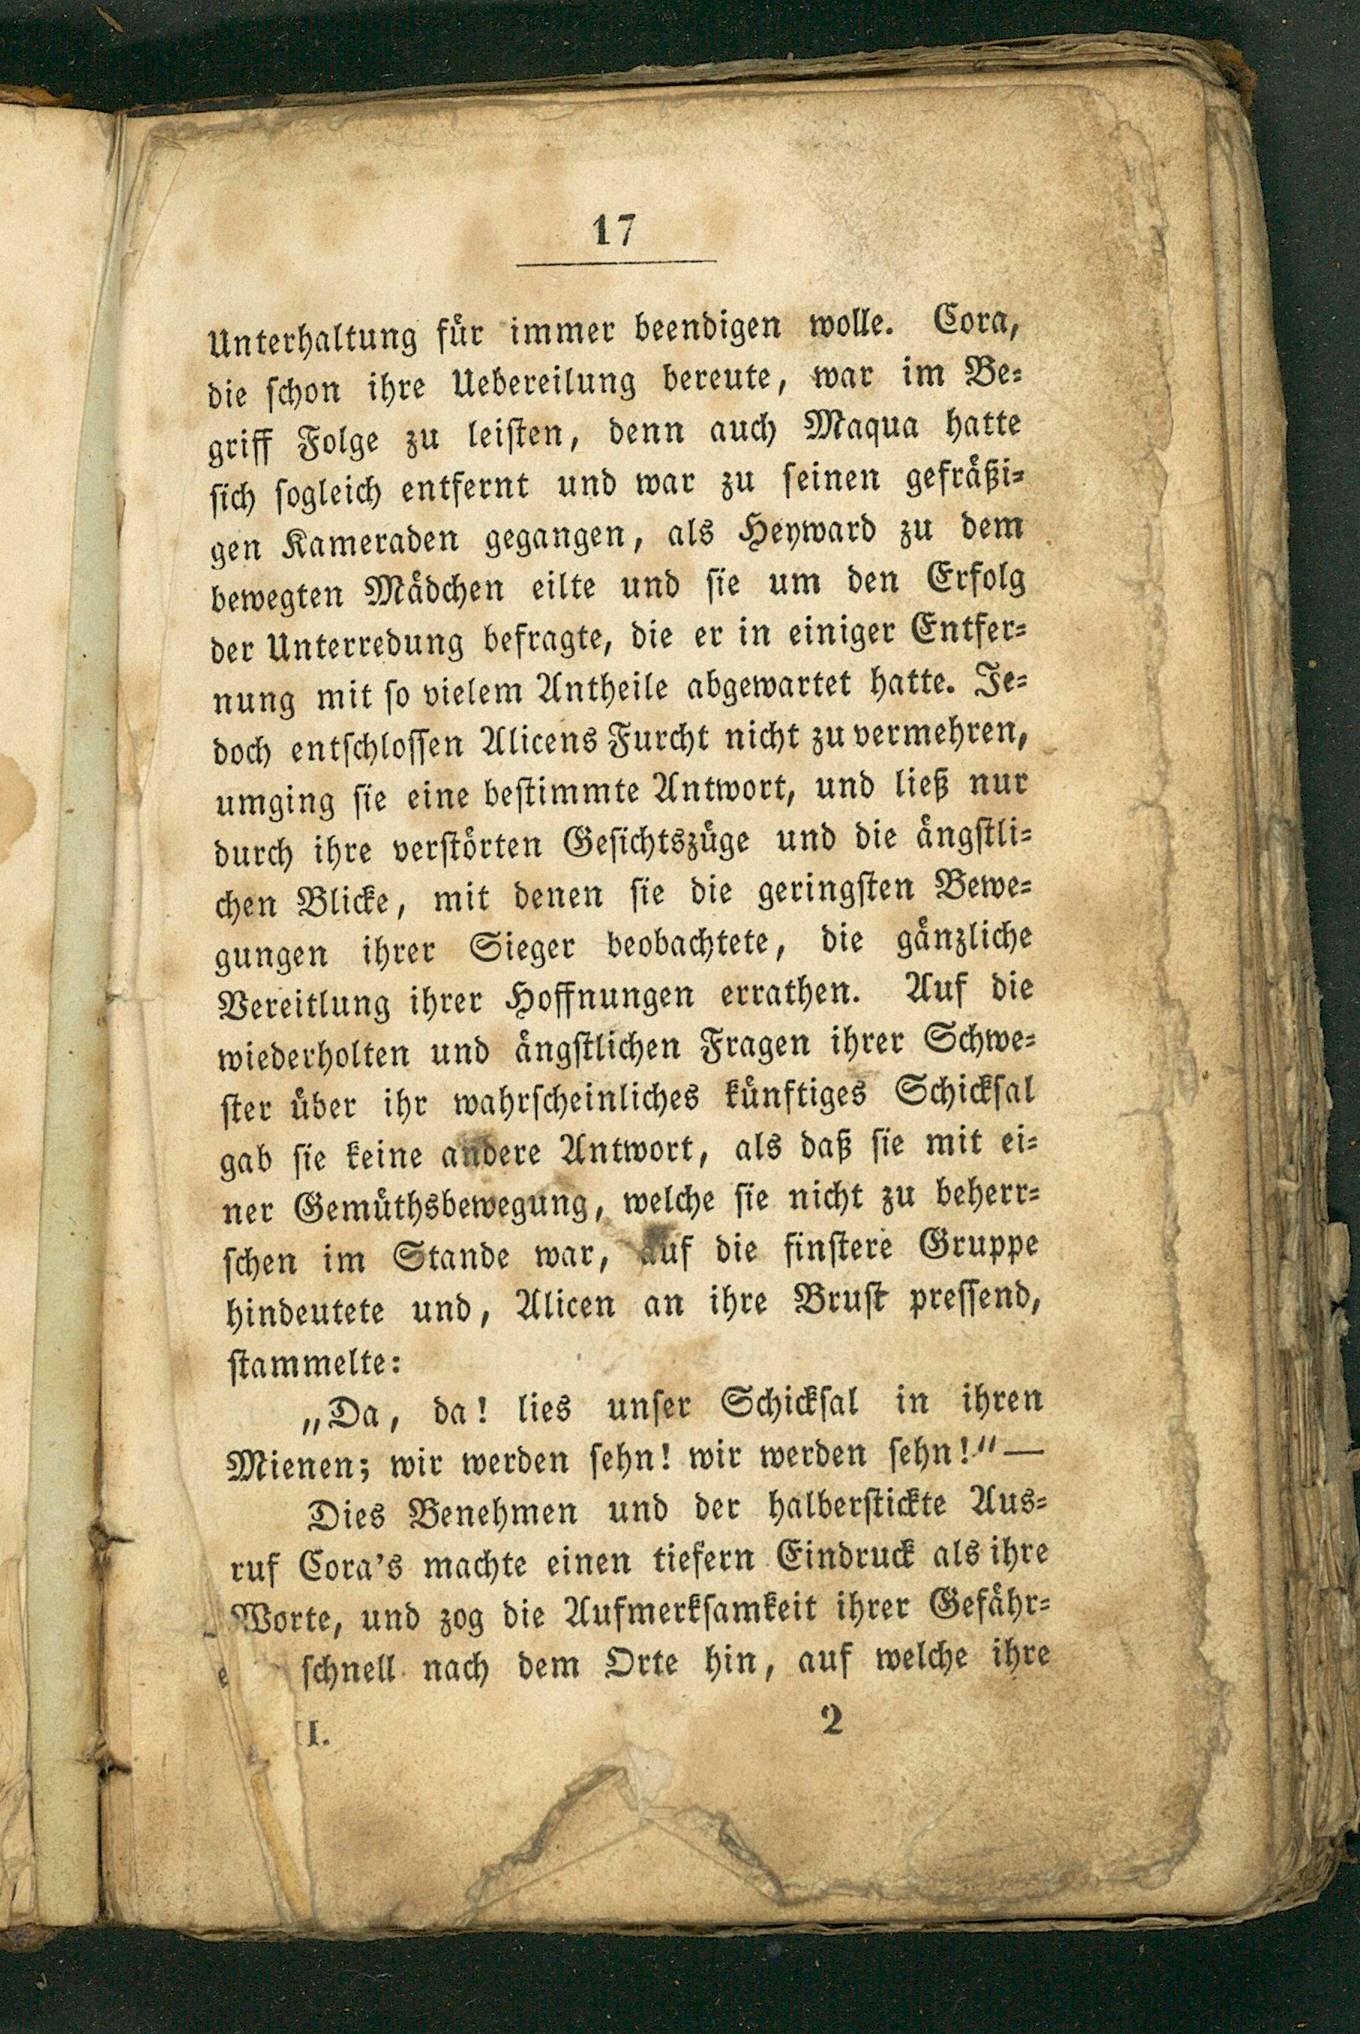 17
Unterhaltung für immer beendigen wolle. Cora,
die schon ihre Uebereilung bereute, war im Be-
griff Folge zu leisten, denn auch Maqua hatte
sich sogleich entfernt und war zu seinen gefräßi-
gen Kameraden gegangen, als Heyward zu dem
bewegten Mädchen eilte und sie um den Erfolg
der Unterredung befragte, die er in einiger Entfer-
nung mit so vielem Antheile abgewartet hatte. Je-
doch entschlossen Alicens Furcht nicht zu vermehren,
umging sie eine bestimmte Antwort, und ließ nur
durch ihre verstörten Gesichtszüge und die ängstli-
chen Blicke, mit denen sie die geringsten Bewe-
gungen ihrer Sieger beobachtete, die gänzliche
Vereitlung ihrer Hoffnungen errathen. Auf die
wiederholten und ängstlichen Fragen ihrer Schwe-
ster über ihr wahrscheinliches künftiges Schicksal
gab sie keine andere Antwort, als daß sie mit ei-
ner Gemüthsbewegung, welche sie nicht zu beherr-
schen im Stande war, auf die finstere Gruppe
hindeutete und, Alicen an ihre Brust pressend,
stammelte:
„Da, da! lies unser Schicksal in ihren
Mienen; wir werden sehn! wir werden sehn!“ —
Dies Benehmen und der halberstickte Aus-
ruf Cora's machte einen tiefern Eindruck als ihre
Worte, und zog die Aufmerksamkeit ihrer Gefähr-
schnell nach dem Orte hin, auf welche ihre
II. 2